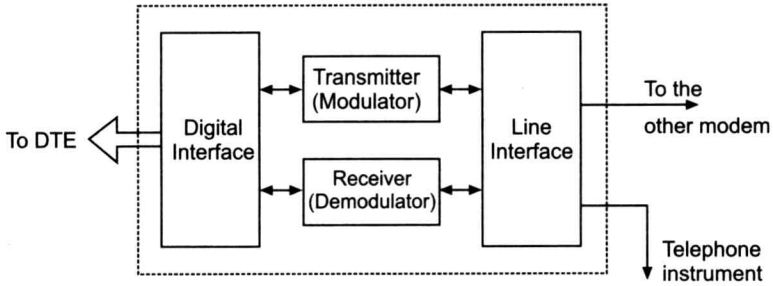 To DTE
Digital
Interface
Transmitter
(Modulator)
Receiver
(Demodulator)
Line
Interface
To the
other modem
Telephone
instrument